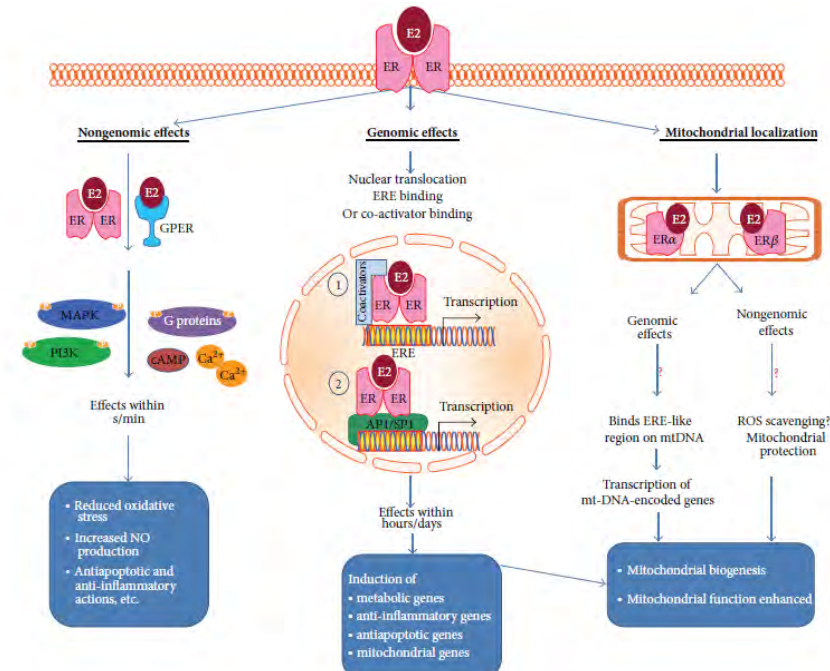 E2
ER ER
Nongenomic effects
Genomic effects
Mitochondrial localization
E2
ER ER
E2
GPER
MAPK
G proteins
PI3K
cAMP
Ca2+
Ca2+
Effects within
s/min
• Reduced oxidative
stress
• Increased NO
production
• Antiapoptotic and
anti-inflammatory
actions, etc.
Nuclear translocation
ERE binding
Or co-activator binding
1
Coactivators
E2
ER ER
Transcription
ERE
2
E2
ER ER
AP1/SP1
Transcription
Effects within
hours/days
Induction of
• metabolic genes
• anti-inflammatory genes
• antiapoptotic genes
• mitochondrial genes
E2
ERα
E2
ERβ
Genomic
effects
?
Binds ERE-like
region on mtDNA
Transcription of
mt-DNA-encoded genes
Nongenomic
effects
?
ROS scavenging?
Mitochondrial
protection
• Mitochondrial biogenesis
• Mitochondrial function enhanced